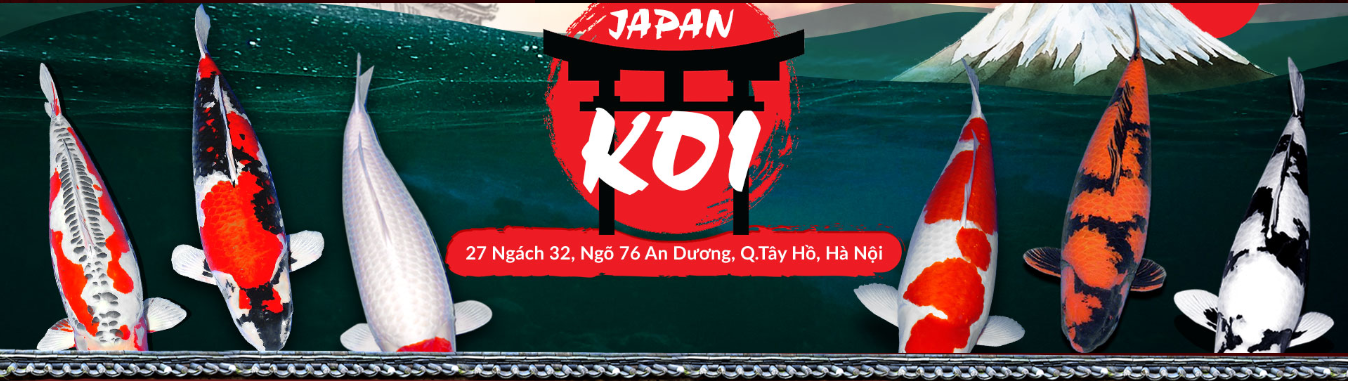 JAPAN
KOI
27 Ngách 32, Ngõ 76 An Dương, Q.Tây Hồ, Hà Nội